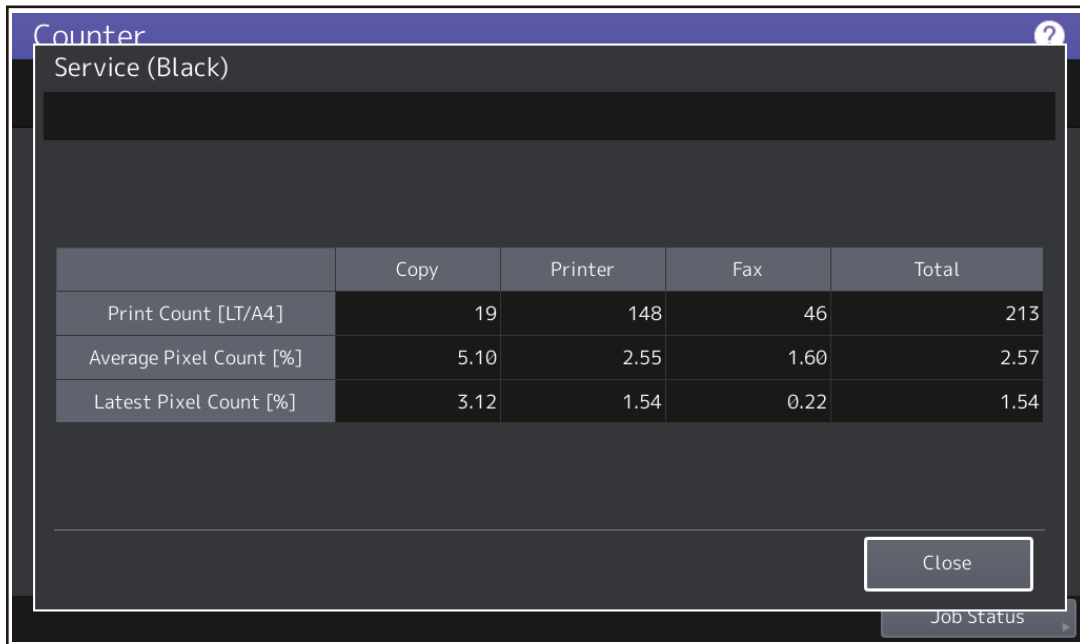 Counter ?
Service (Black)
Copy Printer Fax Total
Print Count [LT/A4] 19 148 46 213
Average Pixel Count [%] 5.10 2.55 1.60 2.57
Latest Pixel Count [%] 3.12 1.54 0.22 1.54
Close
Job Status